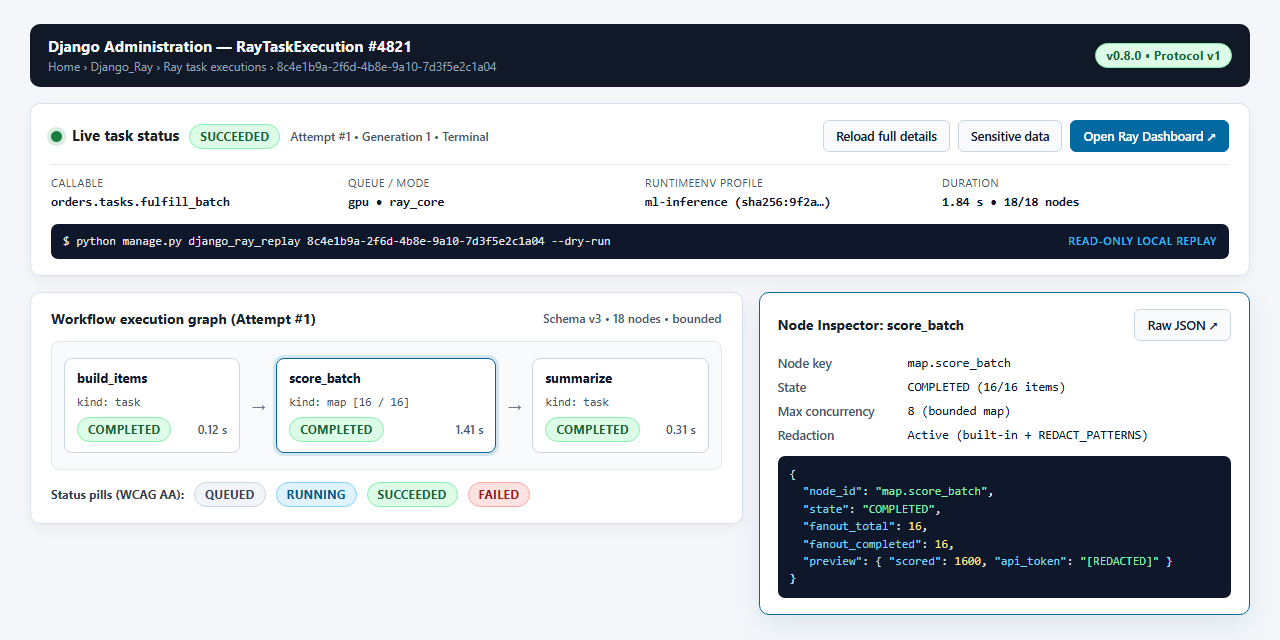 Django Administration — RayTaskExecution #4821
Home › Django_Ray › Ray task executions › 8c4e1b9a-2f6d-4b8e-9a10-7d3f5e2c1a04
v0.8.0 • Protocol v1
Live task status
SUCCEEDED
Attempt #1 • Generation 1 • Terminal
Reload full details
Sensitive data
Open Ray Dashboard ↗
CALLABLE
orders.tasks.fulfill_batch
QUEUE / MODE
gpu • ray_core
RUNTIMEENV PROFILE
ml-inference (sha256:9f2a…)
DURATION
1.84 s • 18/18 nodes
$ python manage.py django_ray_replay 8c4e1b9a-2f6d-4b8e-9a10-7d3f5e2c1a04 --dry-run
READ-ONLY LOCAL REPLAY
Workflow execution graph (Attempt #1)
Schema v3 • 18 nodes • bounded
build_items
kind: task
COMPLETED
0.12 s
→
score_batch
kind: map [16 / 16]
COMPLETED
1.41 s
→
summarize
kind: task
COMPLETED
0.31 s
Status pills (WCAG AA):
QUEUED
RUNNING
SUCCEEDED
FAILED
Node Inspector: score_batch
Raw JSON ↗
Node key
map.score_batch
State
COMPLETED (16/16 items)
Max concurrency
8 (bounded map)
Redaction
Active (built-in + REDACT_PATTERNS)
{
"node_id": "map.score_batch",
"state": "COMPLETED",
"fanout_total": 16,
"fanout_completed": 16,
"preview": { "scored": 1600, "api_token": "[REDACTED]" }
}